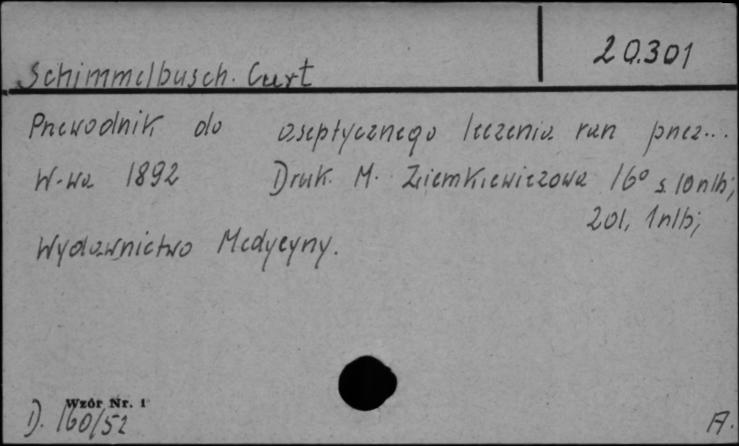 20.301
Schimmelbusch. Curt
Przewodnik do aseptycznego leczenia ran przez...
W-wa 1892 Druk. M. Ziemkiewiczowa 16° s. 10 nlb;
201, 1 nlb;
Wydawnictwo Medycyny.
Wzór Nr. 1
D. 160/52
A.